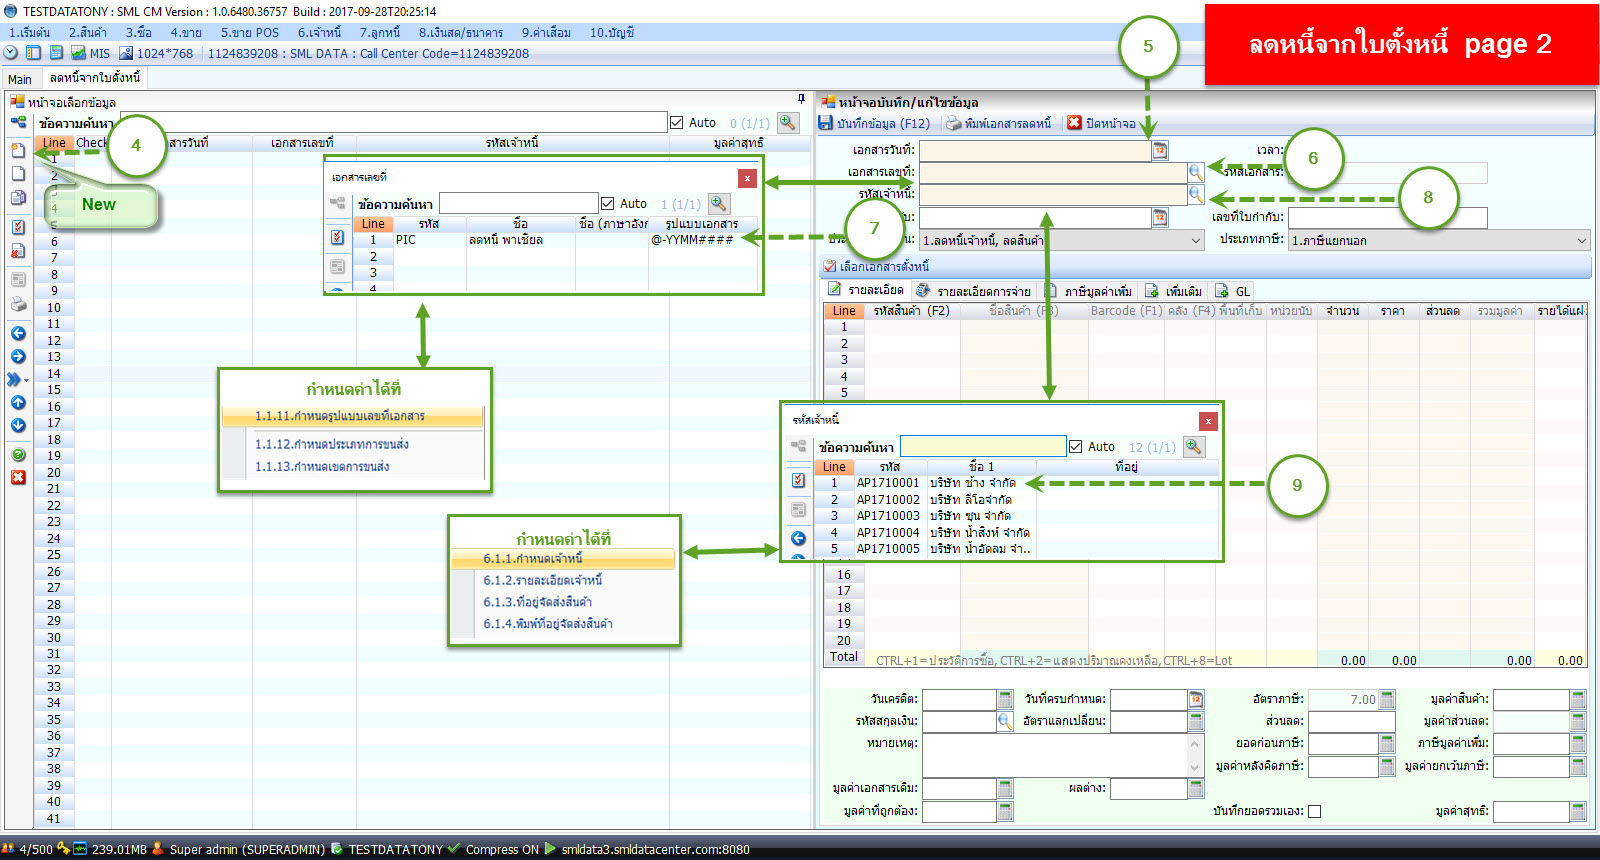 TESTDATATONY : SML CM Version : 1.0.6480.36757 Build : 2017-09-28T20:25:14
1.เริ่มต้น 2.สินค้า 3.ซื้อ 4.ขาย 5.ขาย POS 6.เจ้าหนี้ 7.ลูกหนี้ 8.เงินสด/ธนาคาร 9.ค่าเสื่อม 10.บัญชี
MIS 1024*768 1124839208 : SML DATA : Call Center Code=1124839208
ลดหนี้จากใบตั้งหนี้ page 2
Main ลดหนี้จากใบตั้งหนี้
หน้าจอเลือกข้อมูล
ข้อความค้นหา Auto 0 (1/1)
Line Check สารวันที่ เอกสารเลขที่ รหัสเจ้าหนี้ มูลค่าสุทธิ
1
2
3
4
5
6
7
8
9
10
11
12
13
14
15
16
17
18
19
20
21
22
23
24
25
26
27
28
29
30
31
32
33
34
35
36
37
38
39
40
41
4
New
เอกสารเลขที่ x
ข้อความค้นหา Auto 1 (1/1)
Line รหัส ชื่อ ชื่อ (ภาษาอังก รูปแบบเอกสาร
1 PIC ลดหนี้ พาเชียล @-YYMM####
2
3
4
7
กำหนดค่าได้ที่
1.1.11.กำหนดรูปแบบเลขที่เอกสาร
1.1.12.กำหนดประเภทการขนส่ง
1.1.13.กำหนดเขตการขนส่ง
กำหนดค่าได้ที่
6.1.1.กำหนดเจ้าหนี้
6.1.2.รายละเอียดเจ้าหนี้
6.1.3.ที่อยู่จัดส่งสินค้า
6.1.4.พิมพ์ที่อยู่จัดส่งสินค้า
หน้าจอบันทึก/แก้ไขข้อมูล
บันทึกข้อมูล (F12) พิมพ์เอกสารลดหนี้ ปิดหน้าจอ
5
เอกสารวันที่: เวลา:
เอกสารเลขที่: รหัสเอกสาร:
6
รหัสเจ้าหนี้:
8
เลขที่ใบกำกับ:
1.ลดหนี้เจ้าหนี้, ลดสินค้า ประเภทภาษี: 1.ภาษีแยกนอก
เลือกเอกสารตั้งหนี้
รายละเอียด รายละเอียดการจ่าย ภาษีมูลค่าเพิ่ม เพิ่มเติม GL
Line รหัสสินค้า (F2) ชื่อสินค้า (F3) Barcode (F1) คลัง (F4) พื้นที่เก็บ หน่วยนับ จำนวน ราคา ส่วนลด รวมมูลค่า รายได้แฝง
1
2
3
4
5
รหัสเจ้าหนี้ x
ข้อความค้นหา Auto 12 (1/1)
Line รหัส ชื่อ 1 ที่อยู่
1 AP1710001 บริษัท ช้าง จำกัด
2 AP1710002 บริษัท ลีโอจำกัด
3 AP1710003 บริษัท ซุน จำกัด
4 AP1710004 บริษัท น้ำสิงห์ จำกัด
5 AP1710005 บริษัท น้ำอัดลม จำ..
9
16
17
18
19
20
Total CTRL+1=ประวัติการซื้อ, CTRL+2=แสดงปริมาณคงเหลือ, CTRL+8=Lot 0.00 0.00 0.00 0.00
วันเครดิต: วันที่ครบกำหนด: อัตราภาษี: 7.00 มูลค่าสินค้า:
รหัสสกุลเงิน: อัตราแลกเปลี่ยน: ส่วนลด: มูลค่าส่วนลด:
หมายเหตุ: ยอดก่อนภาษี: ภาษีมูลค่าเพิ่ม:
มูลค่าหลังคิดภาษี: มูลค่ายกเว้นภาษี:
มูลค่าเอกสารเดิม: ผลต่าง:
มูลค่าที่ถูกต้อง: บันทึกยอดรวมเอง: มูลค่าสุทธิ:
4/500 239.01MB Super admin (SUPERADMIN) TESTDATATONY Compress ON smldata3.smldatacenter.com:8080